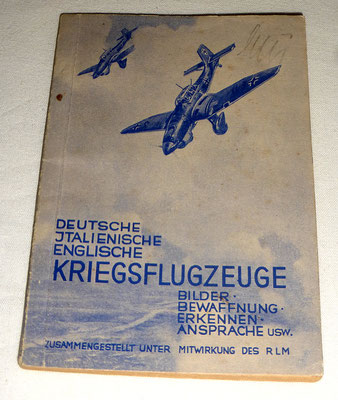 DEUTSCHE
JTALIENISCHE
ENGLISCHE
KRIEGSFLUGZEUGE
BILDER·
BEWAFFNUNG·
ERKENNEN·
ANSPRACHE USW.
ZUSAMMENGESTELLT UNTER MITWIRKUNG DES RLM